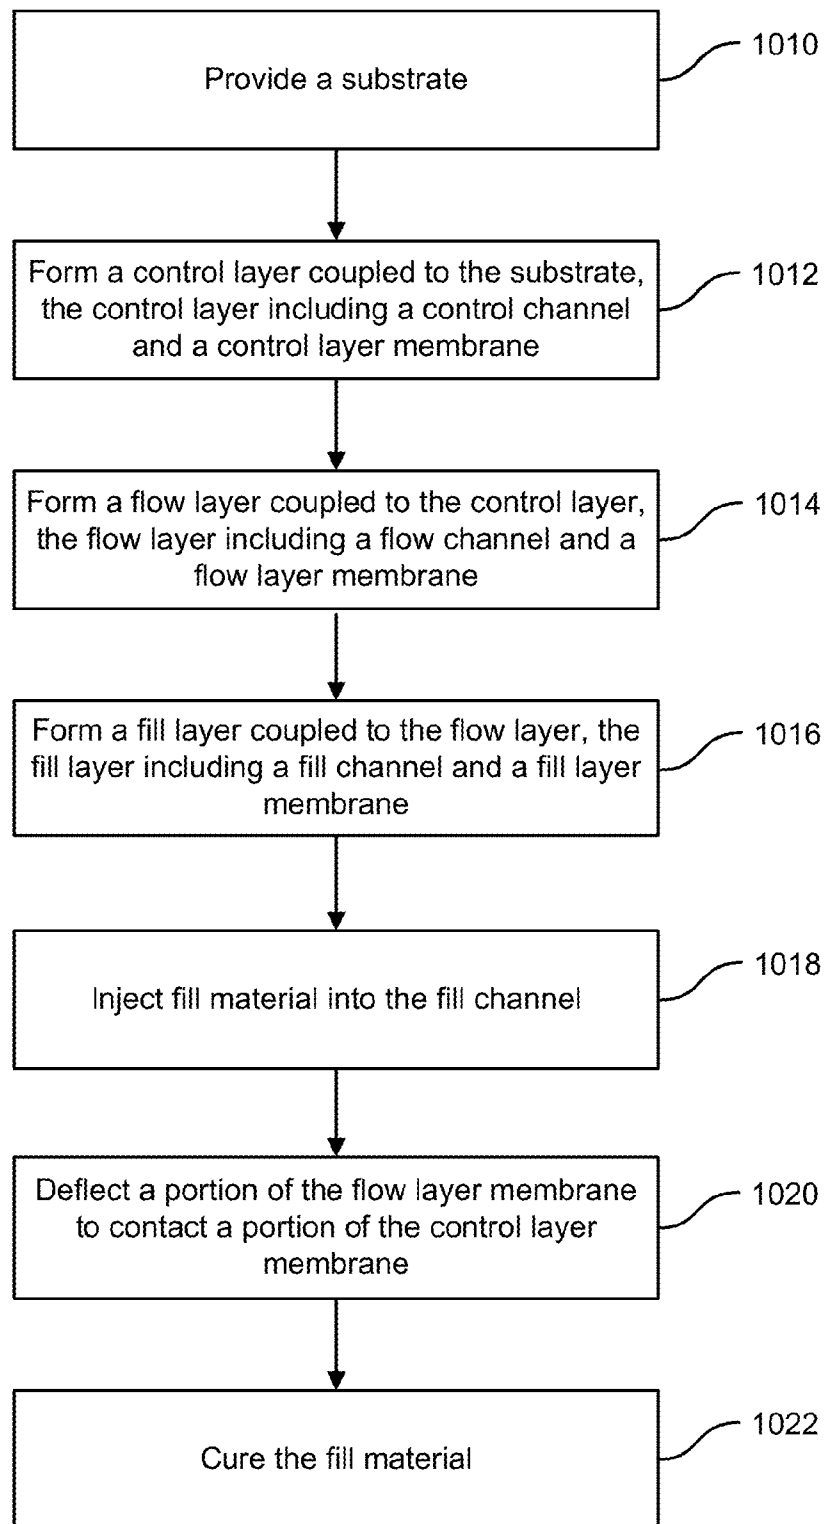 Provide a substrate
1010
Form a control layer coupled to the substrate,
the control layer including a control channel
and a control layer membrane
1012
Form a flow layer coupled to the control layer,
the flow layer including a flow channel and a
flow layer membrane
1014
Form a fill layer coupled to the flow layer, the
fill layer including a fill channel and a fill layer
membrane
1016
Inject fill material into the fill channel
1018
Deflect a portion of the flow layer membrane
to contact a portion of the control layer
membrane
1020
Cure the fill material
1022